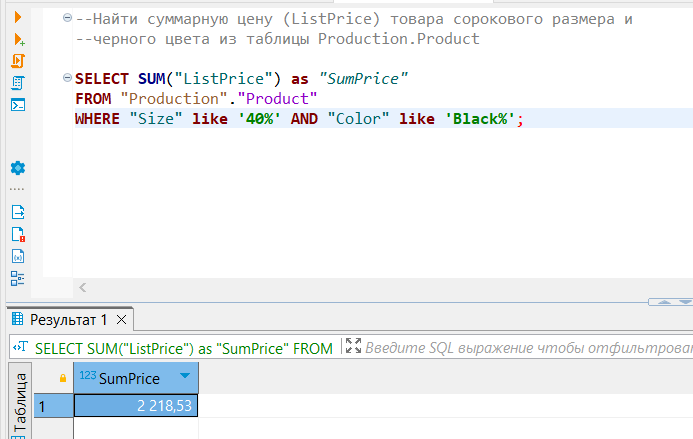 --Найти суммарную цену (ListPrice) товара сорокового размера и
--черного цвета из таблицы Production.Product
SELECT SUM("ListPrice") as "SumPrice"
FROM "Production"."Product"
WHERE "Size" like '40%' AND "Color" like 'Black%';
Результат 1
SELECT SUM("ListPrice") as "SumPrice" FROM
Введите SQL выражение чтобы отфильтрова
Таблица
123 SumPrice
1 2 218,53